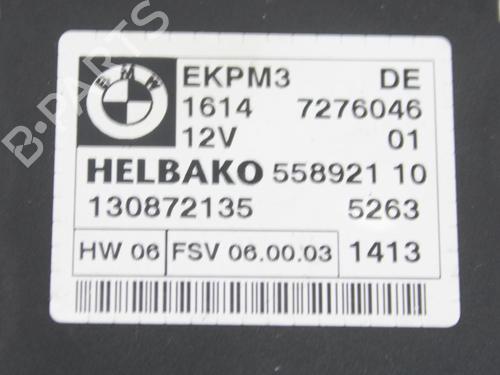 BMW
EKPM3 DE
1614 7276046
12V 01
HELBAKO 558921 10
130872135 5263
HW 06 FSV 06.00.03 1413
B-PARTS